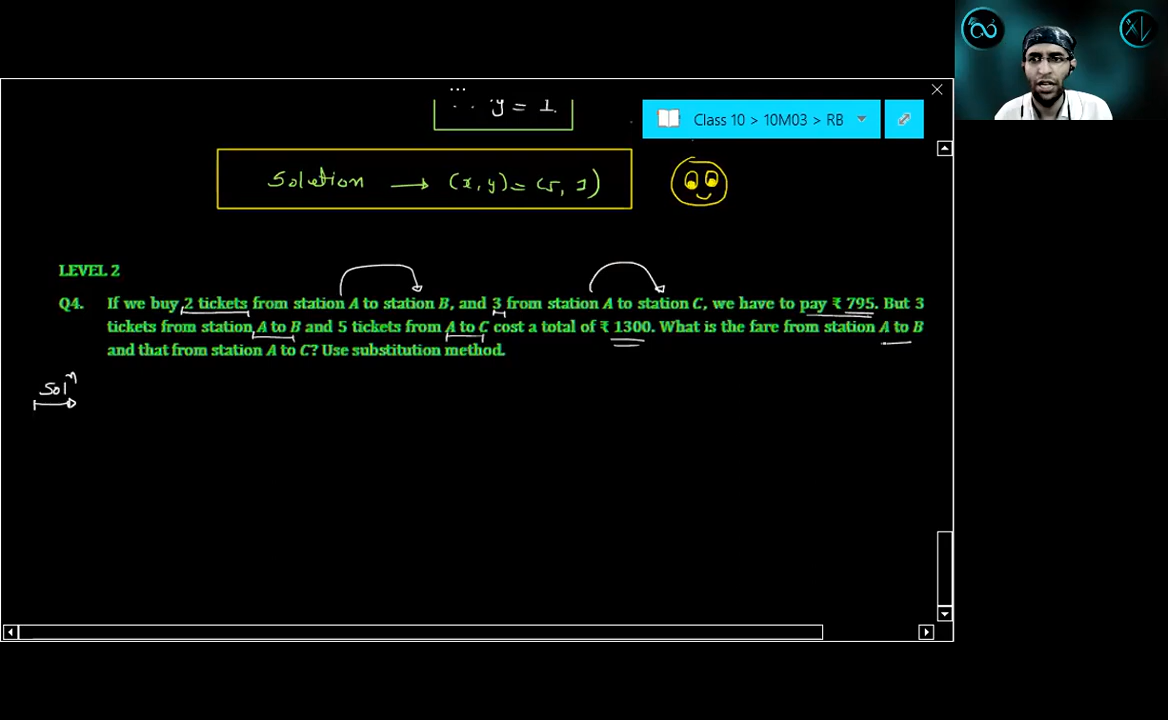 ∴ y = 1.
Class 10 > 10M03 > RB
Solution → (x, y) = (5, 1)
LEVEL 2
Q4. If we buy 2 tickets from station A to station B, and 3 from station A to station C, we have to pay ₹ 795. But 3
tickets from station A to B and 5 tickets from A to C cost a total of ₹ 1300. What is the fare from station A to B
and that from station A to C? Use substitution method.
Solⁿ